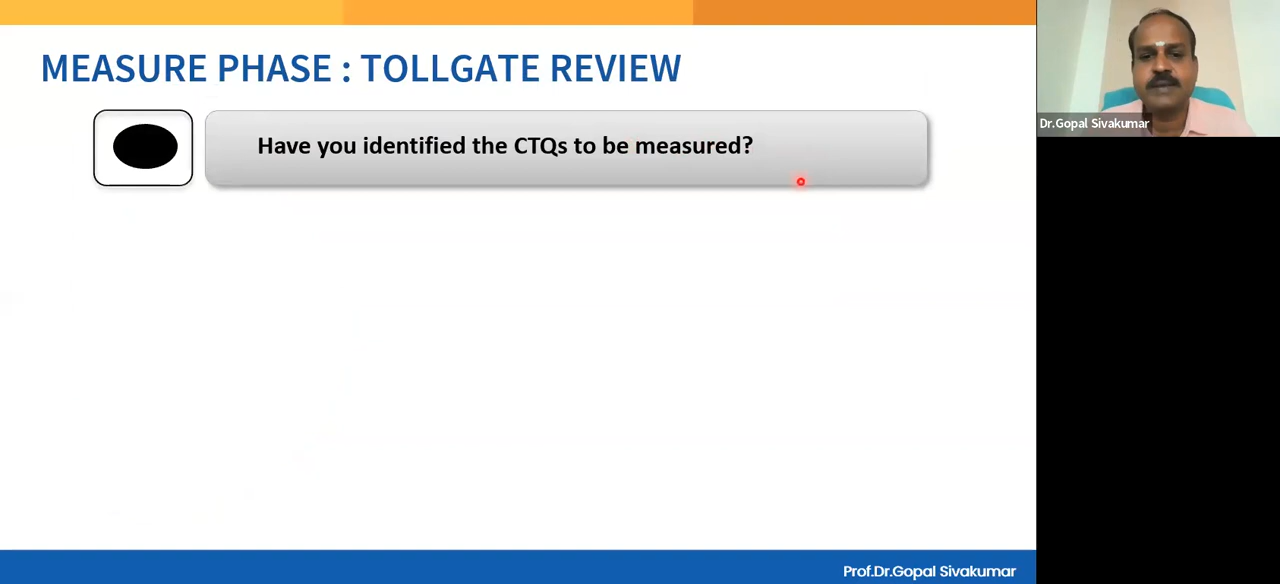 MEASURE PHASE : TOLLGATE REVIEW
Have you identified the CTQs to be measured?
Dr.Gopal Sivakumar
Prof.Dr.Gopal Sivakumar